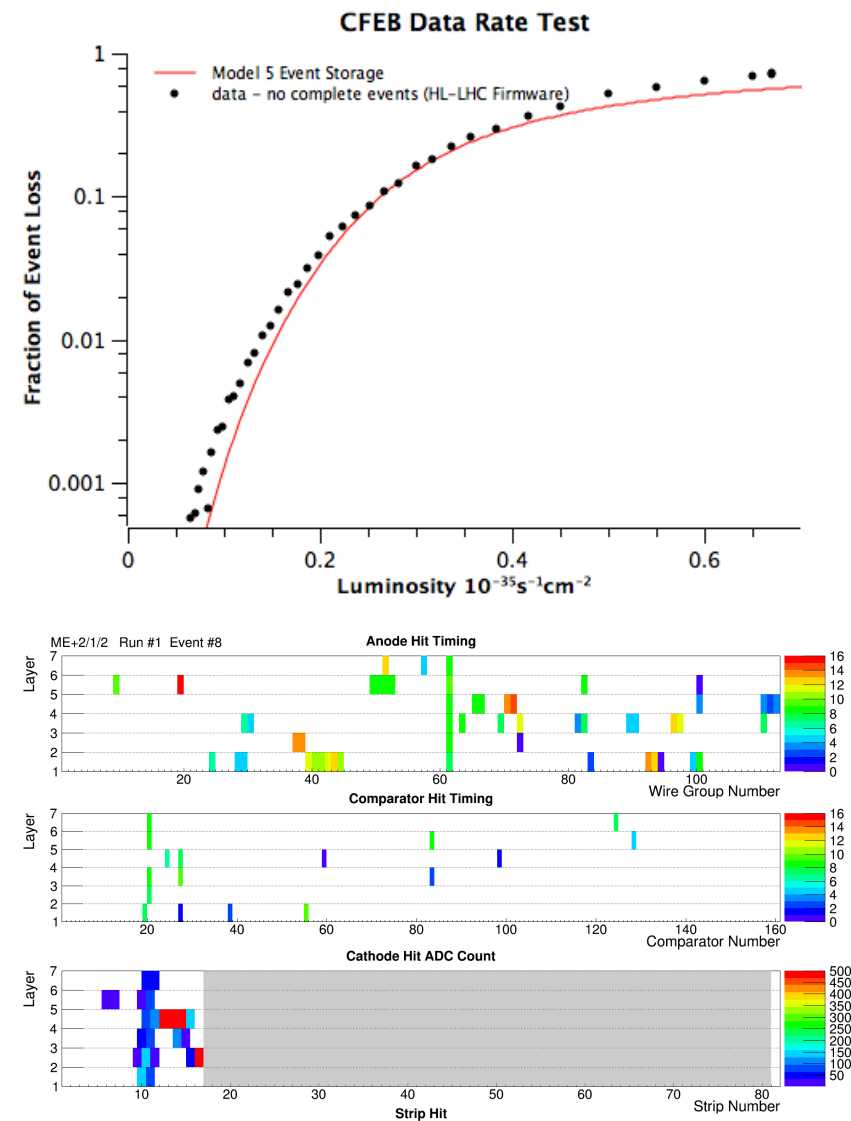 CFEB Data Rate Test
1
Model 5 Event Storage
data – no complete events (HL-LHC Firmware)
0.1
0.01
0.001
Fraction of Event Loss
0 0.2 0.4 0.6
Luminosity 10⁻³⁵s⁻¹cm⁻²
ME+2/1/2 Run #1 Event #8
Anode Hit Timing
Layer
7
6
5
4
3
2
1
20 40 60 80 100
Wire Group Number
16
14
12
10
8
6
4
2
0
Comparator Hit Timing
Layer
7
6
5
4
3
2
1
20 40 60 80 100 120 140 160
Comparator Number
16
14
12
10
8
6
4
2
0
Cathode Hit ADC Count
Layer
7
6
5
4
3
2
1
10 20 30 40 50 60 70 80
Strip Number
500
450
400
350
300
250
200
150
100
50
Strip Hit